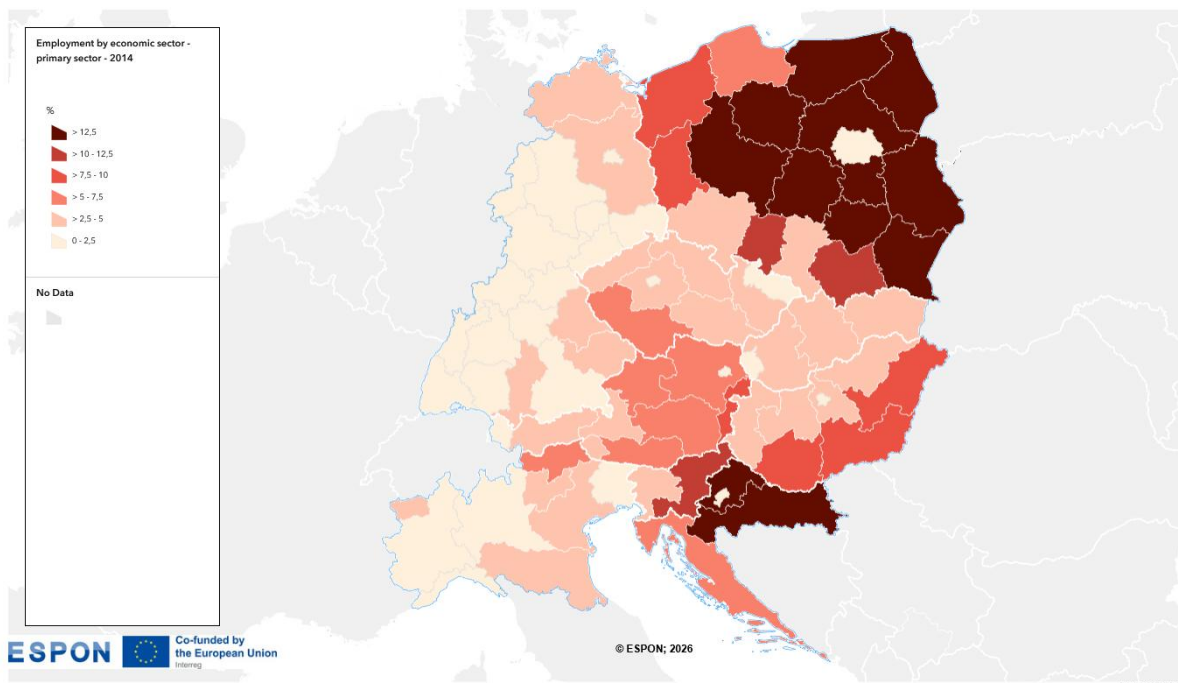 Employment by economic sector -
primary sector - 2014
%
> 12,5
> 10 - 12,5
> 7,5 - 10
> 5 - 7,5
> 2,5 - 5
0 - 2,5
No Data
ESPON
Co-funded by
the European Union
Interreg
© ESPON; 2026